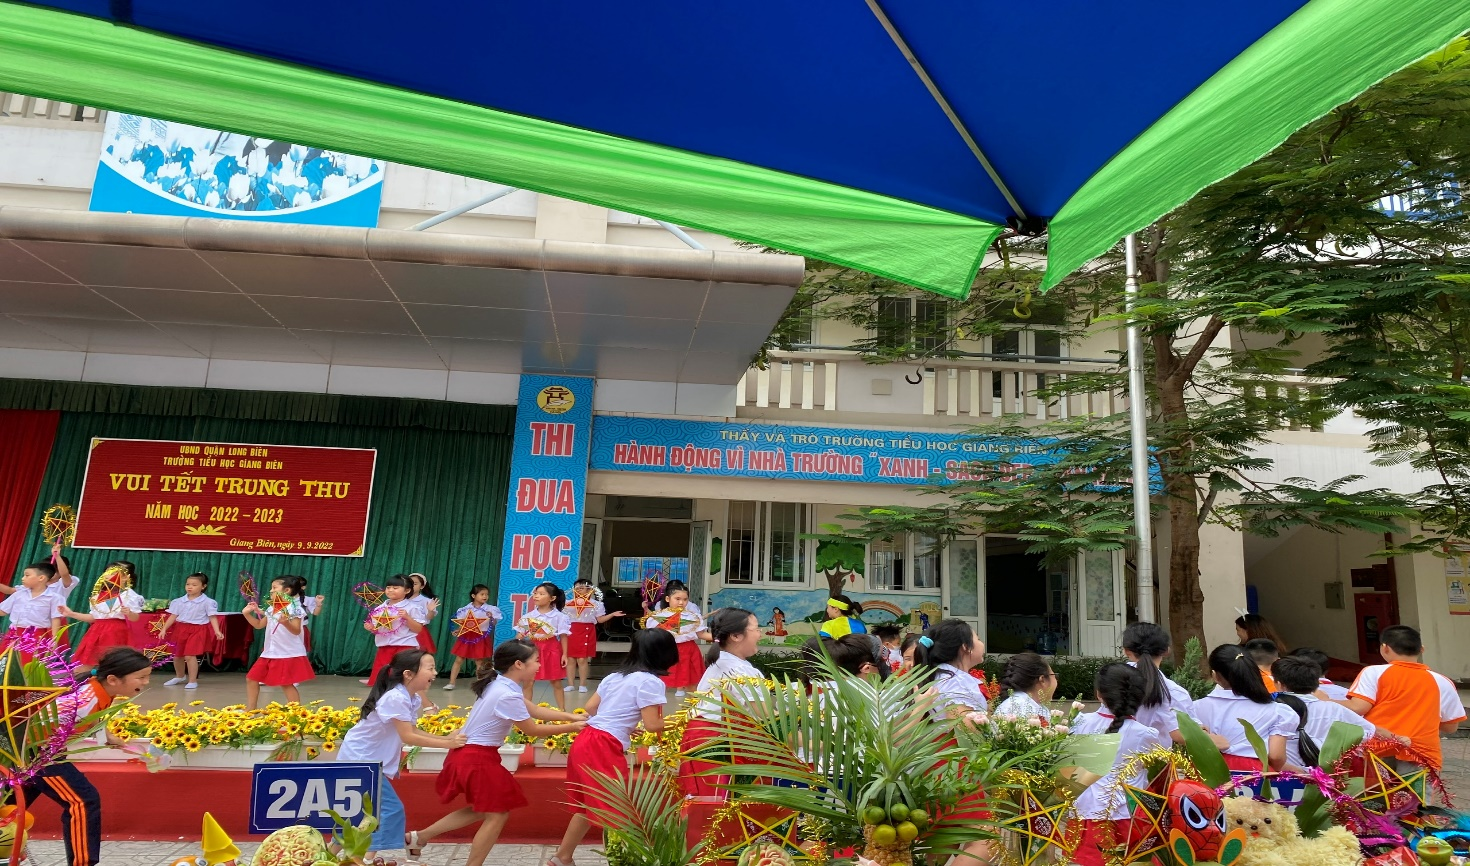 UBND QUẬN LONG BIÊN
TRƯỜNG TIỂU HỌC GIANG BIÊN
VUI TẾT TRUNG THU
NĂM HỌC 2022 - 2023
Giang Biên, ngày 9.9.2022
THI
ĐUA
HỌC
THẦY VÀ TRÒ TRƯỜNG TIỂU HỌC GIANG BIÊN
HÀNH ĐỘNG VÌ NHÀ TRƯỜNG "XANH - SẠCH
2A5